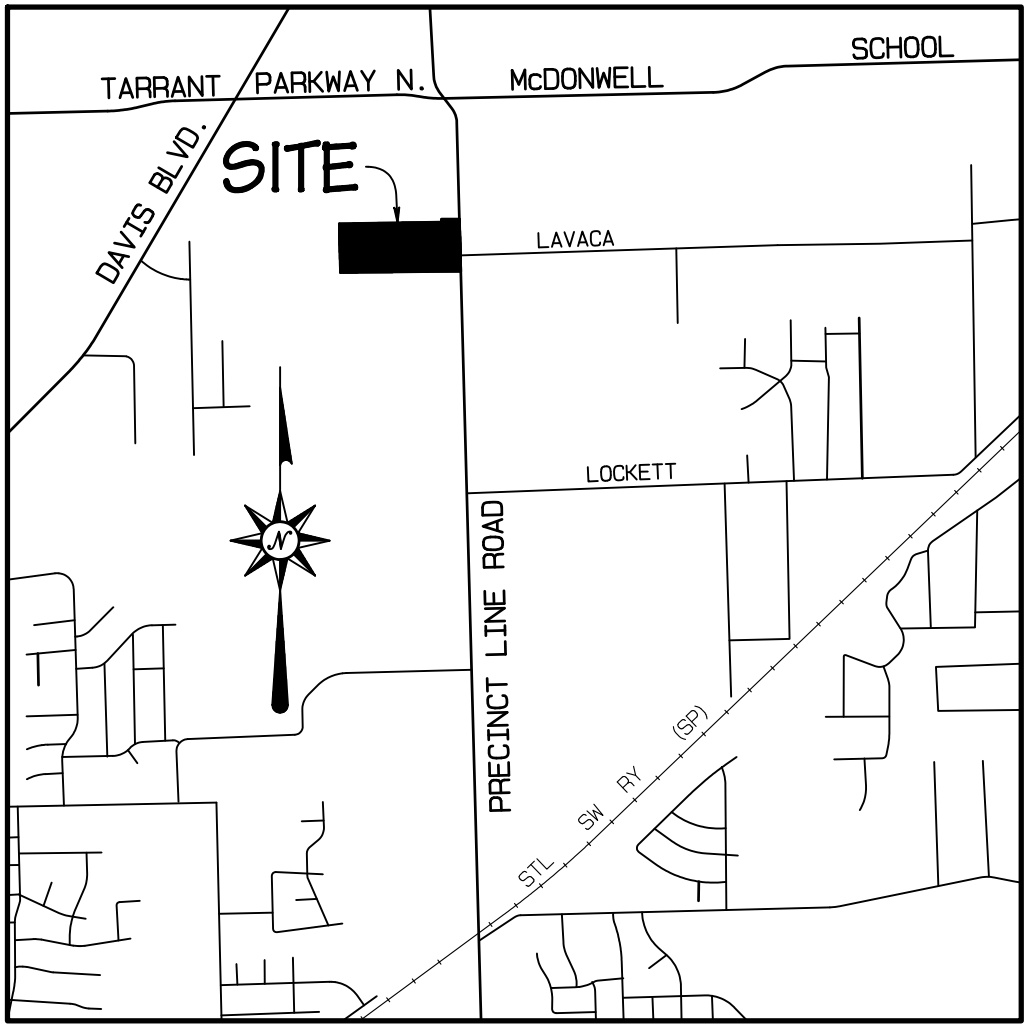 SCHOOL
TARRANT PARKWAY N. McDONWELL
DAVIS BLVD.
SITE
LAVACA
LOCKETT
PRECINCT LINE ROAD
N
STL SW RY (SP)